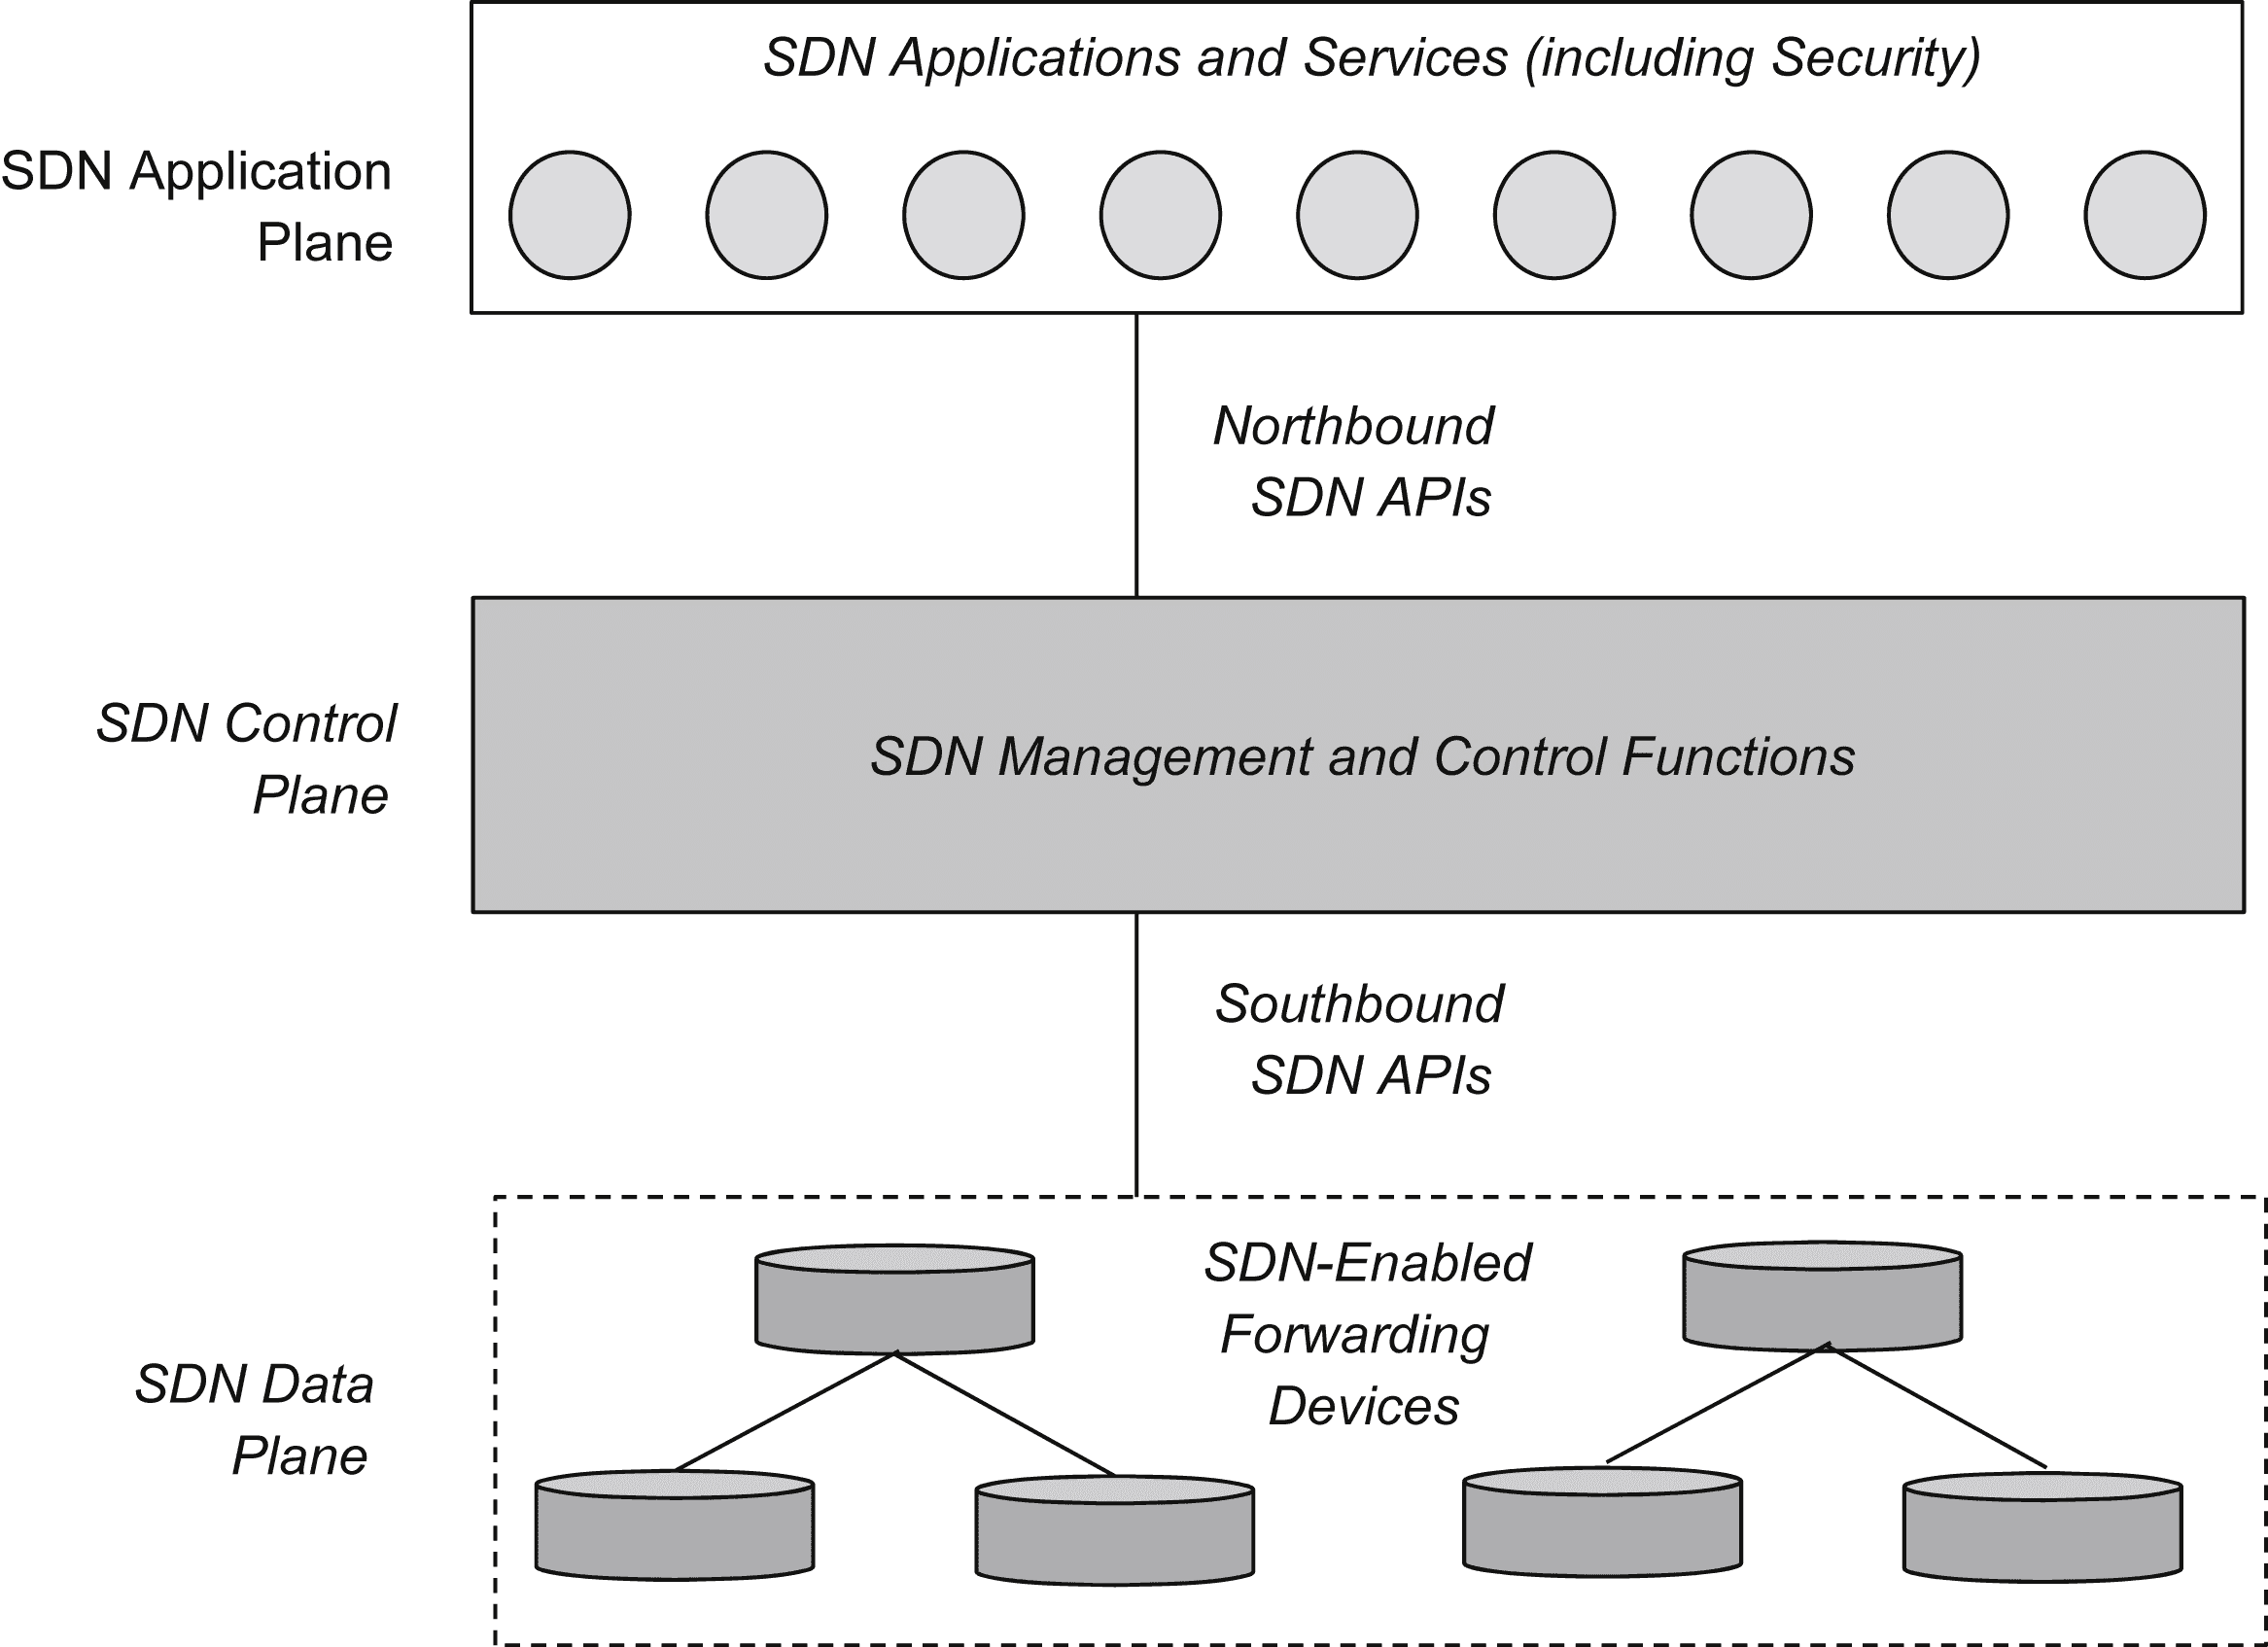 SDN Applications and Services (including Security)
SDN Application
Plane
Northbound
SDN APIs
SDN Control
Plane
SDN Management and Control Functions
Southbound
SDN APIs
SDN-Enabled
Forwarding
Devices
SDN Data
Plane